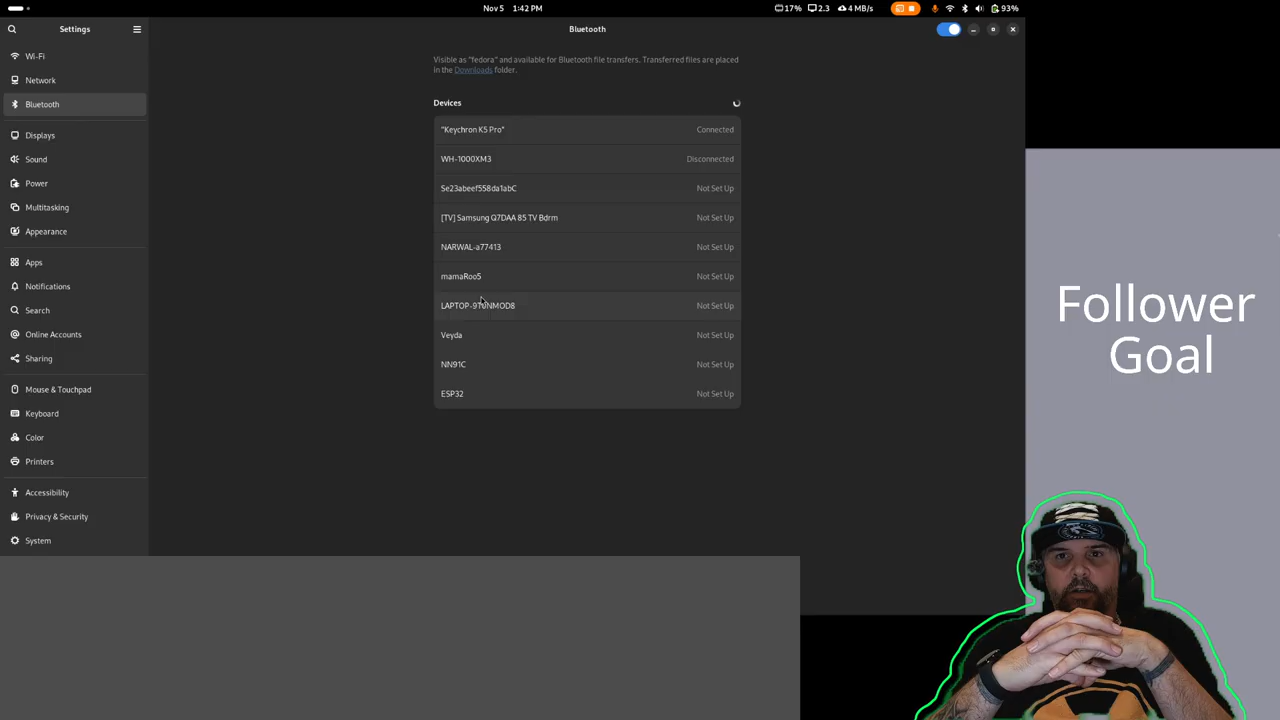 Nov 5 1:42 PM
17% 2.3 4 MB/s 93%
Settings
Bluetooth
Wi-Fi
Network
Bluetooth
Displays
Sound
Power
Multitasking
Appearance
Apps
Notifications
Search
Online Accounts
Sharing
Mouse & Touchpad
Keyboard
Color
Printers
Accessibility
Privacy & Security
System
Visible as "fedora" and available for Bluetooth file transfers. Transferred files are placed
in the Downloads folder.
Devices
"Keychron K5 Pro" Connected
WH-1000XM3 Disconnected
Se23abeef558da1abC Not Set Up
[TV] Samsung Q7DAA 85 TV Bdrm Not Set Up
NARWAL-a77413 Not Set Up
mamaRoo5 Not Set Up
Not Set Up
Veyda Not Set Up
NN91C Not Set Up
ESP32 Not Set Up
Follower
Goal